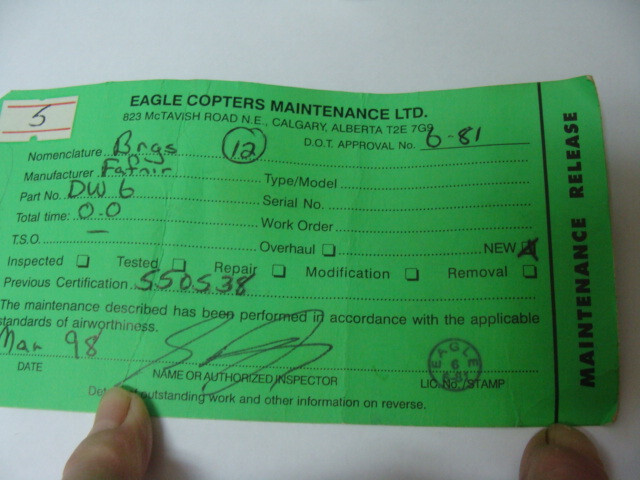 5
EAGLE COPTERS MAINTENANCE LTD.
823 McTAVISH ROAD N.E., CALGARY, ALBERTA T2E 7G9
Nomenclature Brgs 12 D.O.T. APPROVAL No. 6-81
Manufacturer Fafnir Type/Model
Part No. DW6 Serial No.
Total time: 0.0 Work Order
T.S.O. — Overhaul NEW
Inspected Tested Repair Modification Removal
Previous Certification 550538
The maintenance described has been performed in accordance with the applicable
standards of airworthiness.
Mar 98
DATE NAME OR AUTHORIZED INSPECTOR LIC. No./STAMP
EAGLE
6
outstanding work and other information on reverse.
MAINTENANCE RELEASE